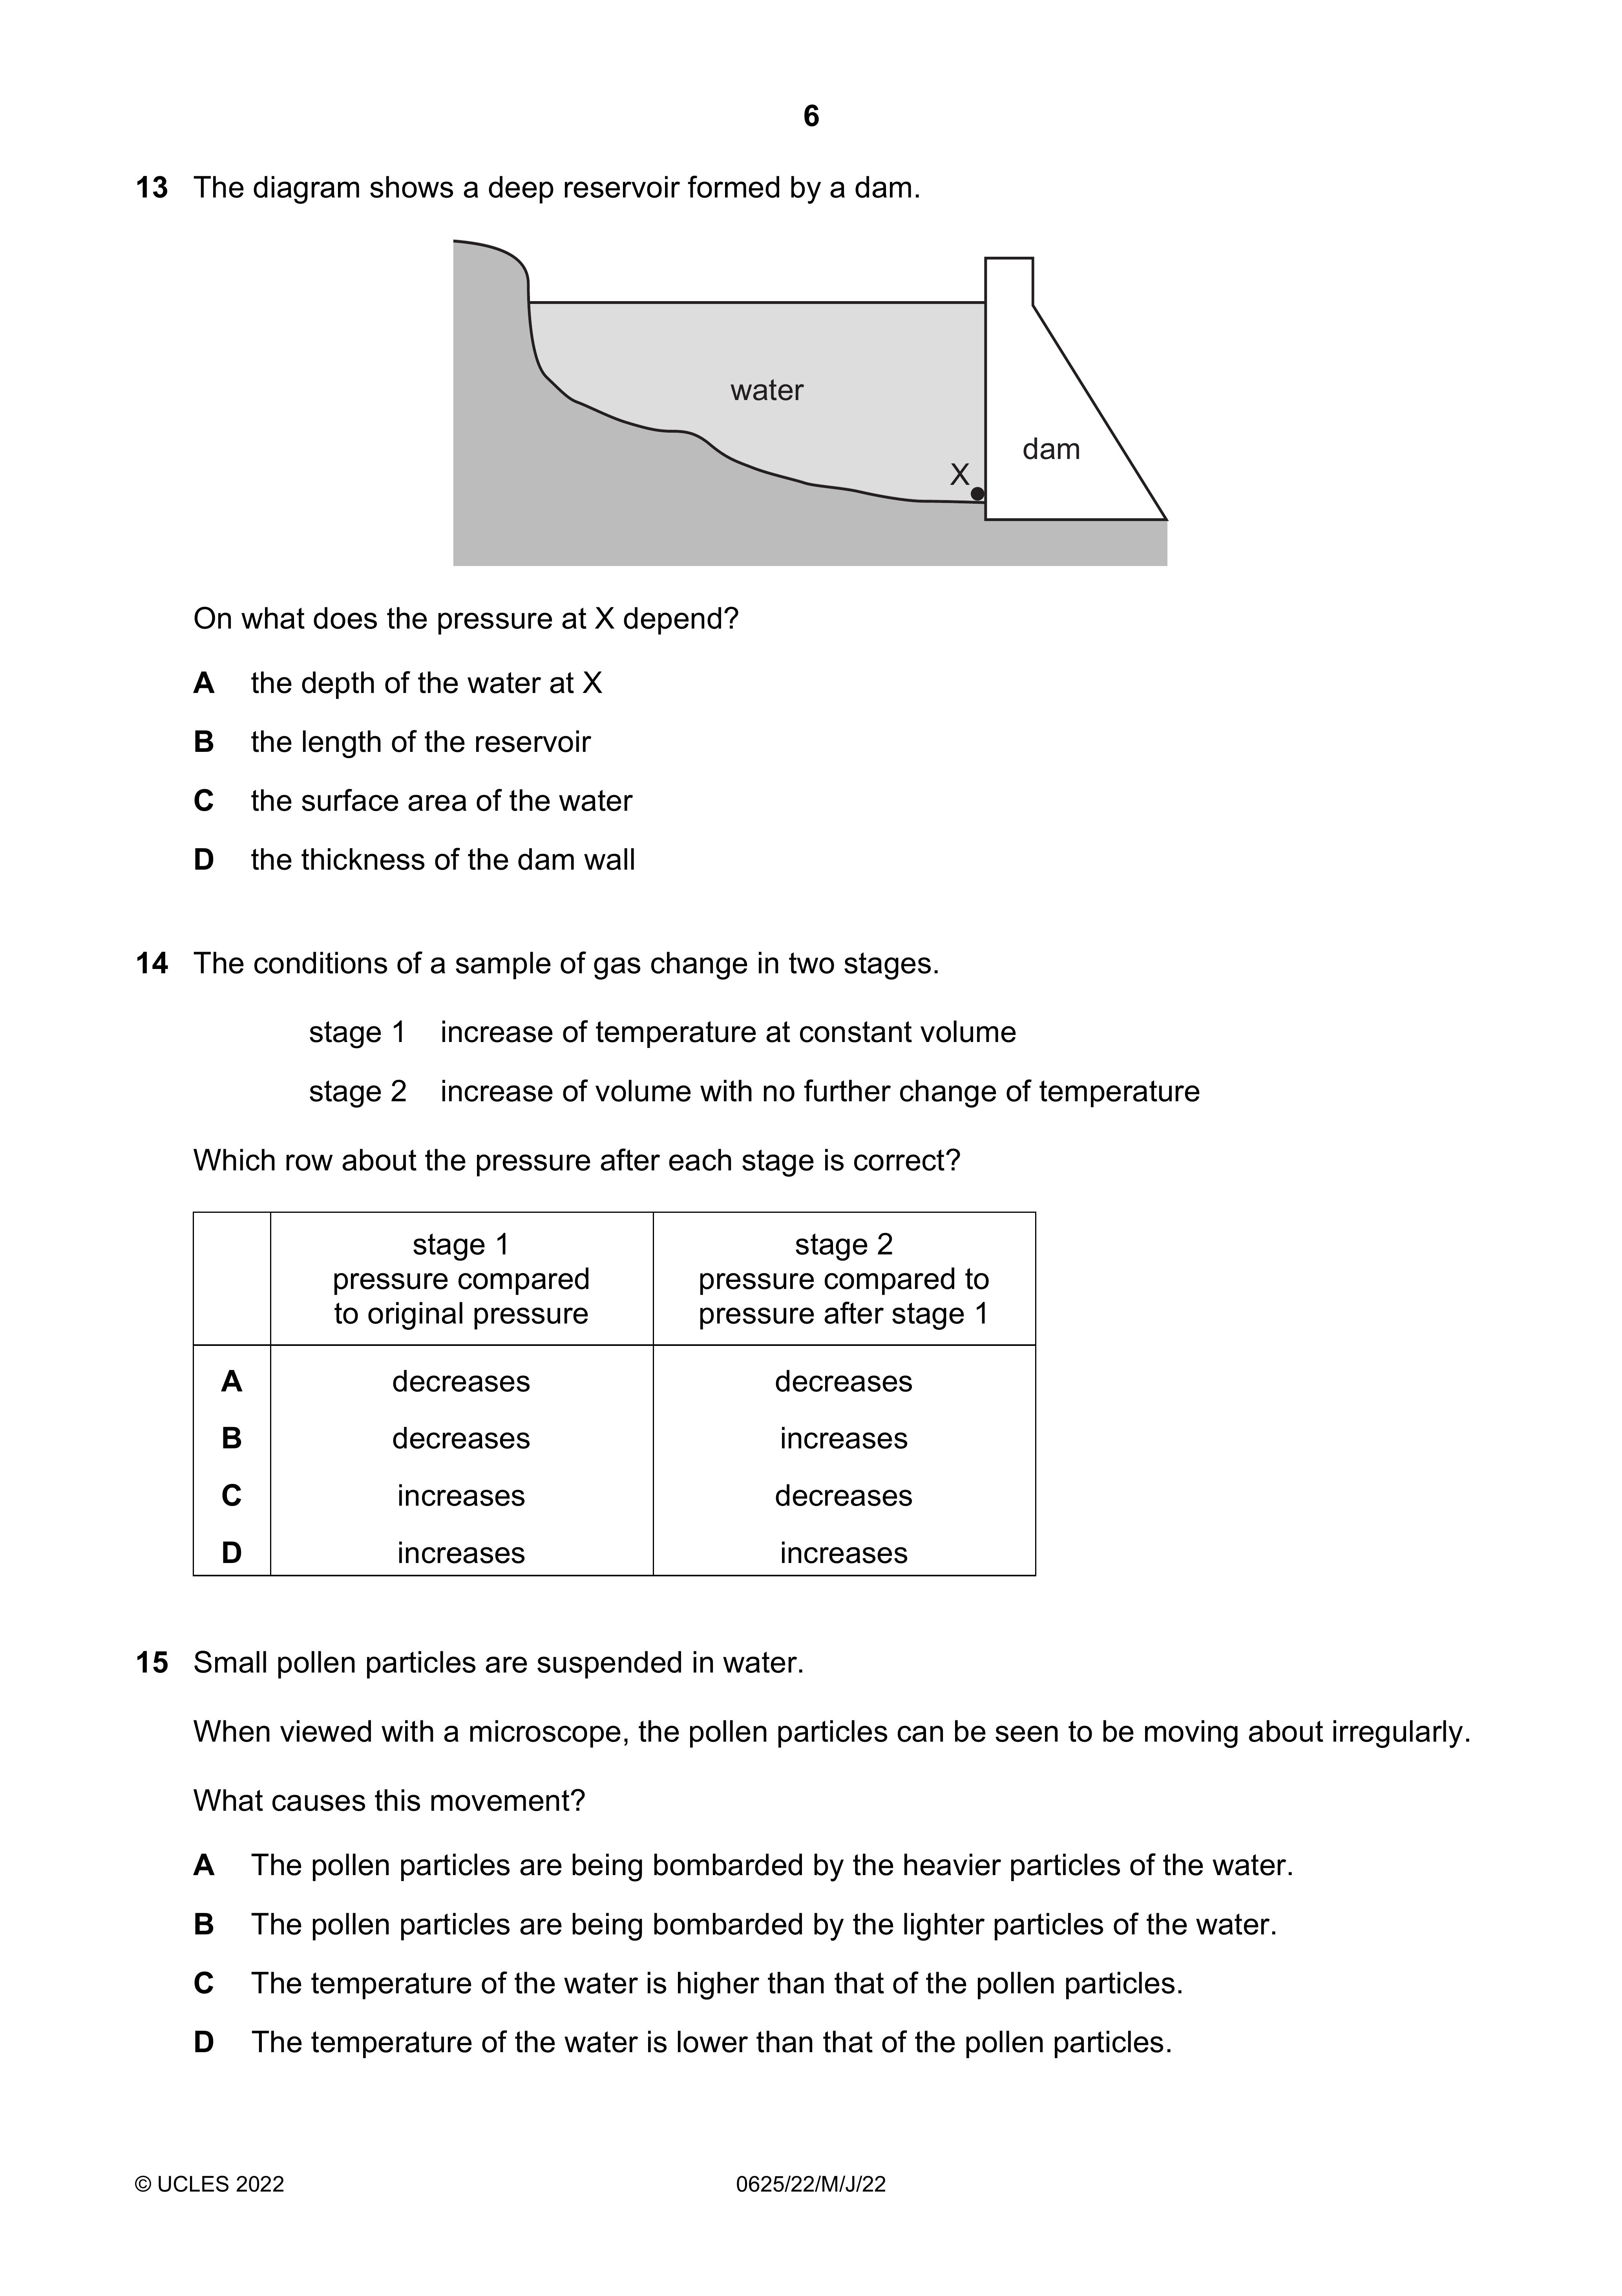 6
13 The diagram shows a deep reservoir formed by a dam.
water
dam
X
On what does the pressure at X depend?
A the depth of the water at X
B the length of the reservoir
C the surface area of the water
D the thickness of the dam wall
14 The conditions of a sample of gas change in two stages.
stage 1 increase of temperature at constant volume
stage 2 increase of volume with no further change of temperature
Which row about the pressure after each stage is correct?
stage 1 stage 2
pressure compared pressure compared to
to original pressure pressure after stage 1
A decreases decreases
B decreases increases
C increases decreases
D increases increases
15 Small pollen particles are suspended in water.
When viewed with a microscope, the pollen particles can be seen to be moving about irregularly.
What causes this movement?
A The pollen particles are being bombarded by the heavier particles of the water.
B The pollen particles are being bombarded by the lighter particles of the water.
C The temperature of the water is higher than that of the pollen particles.
D The temperature of the water is lower than that of the pollen particles.
© UCLES 2022 0625/22/M/J/22